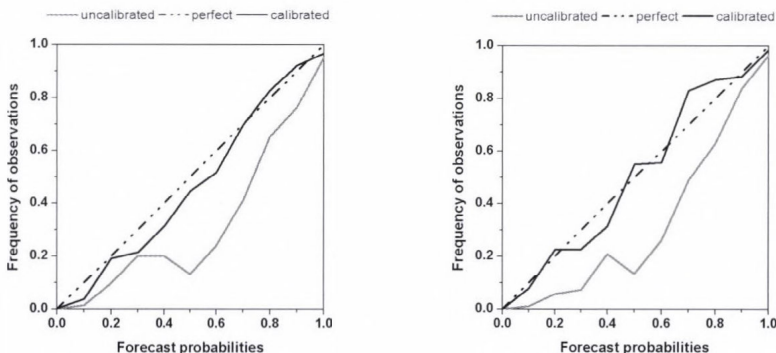 uncalibrated perfect calibrated
1.0
0.8
0.6
0.4
0.2
0.0
Frequency of observations
0.0 0.2 0.4 0.6 0.8 1.0
Forecast probabilities
uncalibrated perfect calibrated
1.0
0.8
0.6
0.4
0.2
0.0
Frequency of observations
0.0 0.2 0.4 0.6 0.8 1.0
Forecast probabilities